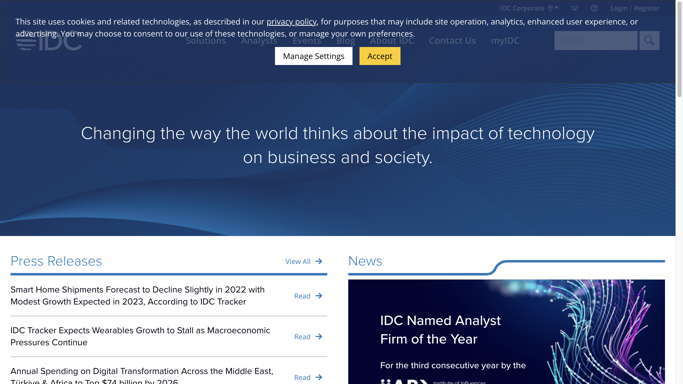 IDC Corporate
Login / Register
This site uses cookies and related technologies, as described in our privacy policy, for purposes that may include site operation, analytics, enhanced user experience, or
advertising. You may choose to consent to our use of these technologies, or manage your own preferences.
IDC
Solutions Analysts Events Blog About IDC Contact Us myIDC
Manage Settings Accept
Changing the way the world thinks about the impact of technology
on business and society.
Press Releases
View All →
Smart Home Shipments Forecast to Decline Slightly in 2022 with
Modest Growth Expected in 2023, According to IDC Tracker
Read →
IDC Tracker Expects Wearables Growth to Stall as Macroeconomic
Pressures Continue
Read →
Annual Spending on Digital Transformation Across the Middle East,
Türkiye & Africa to Top $74 billion by 2026
Read →
News
IDC Named Analyst
Firm of the Year
For the third consecutive year by the
Institute of Influencer